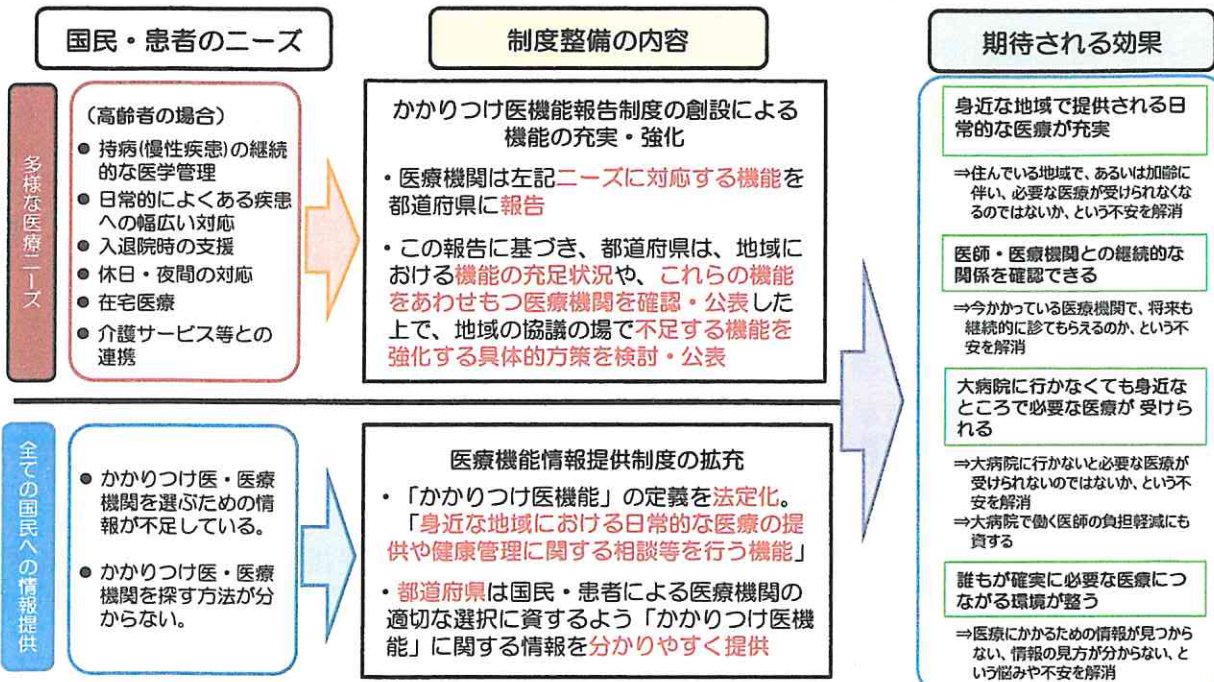 国民・患者のニーズ
制度整備の内容
期待される効果
多様な医療ニーズ
（高齢者の場合）
● 持病(慢性疾患)の継続
的な医学管理
● 日常的によくある疾患
への幅広い対応
● 入退院時の支援
● 休日・夜間の対応
● 在宅医療
● 介護サービス等との
連携
かかりつけ医機能報告制度の創設による
機能の充実・強化
・医療機関は左記ニーズに対応する機能を
都道府県に報告
・この報告に基づき、都道府県は、地域に
おける機能の充足状況や、これらの機能
をあわせもつ医療機関を確認・公表した
上で、地域の協議の場で不足する機能を
強化する具体的方策を検討・公表
全ての国民への情報提供
● かかりつけ医・医療
機関を選ぶための情
報が不足している。
● かかりつけ医・医療
機関を探す方法が分
からない。
医療機能情報提供制度の拡充
・「かかりつけ医機能」の定義を法定化。
「身近な地域における日常的な医療の提
供や健康管理に関する相談等を行う機能」
・都道府県は国民・患者による医療機関の
適切な選択に資するよう「かかりつけ医機
能」に関する情報を分かりやすく提供
身近な地域で提供される日
常的な医療が充実
⇒住んでいる地域で、あるいは加齢に
伴い、必要な医療が受けられなくな
るのではないか、という不安を解消
医師・医療機関との継続的な
関係を確認できる
⇒今かかっている医療機関で、将来も
継続的に診てもらえるのか、という不
安を解消
大病院に行かなくても身近な
ところで必要な医療が 受けら
れる
⇒大病院に行かないと必要な医療が
受けられないのではないか、という不
安を解消
⇒大病院で働く医師の負担軽減にも
資する
誰もが確実に必要な医療につ
ながる環境が整う
⇒医療にかかるための情報が見つから
ない、情報の見方が分からない、と
いう悩みや不安を解消